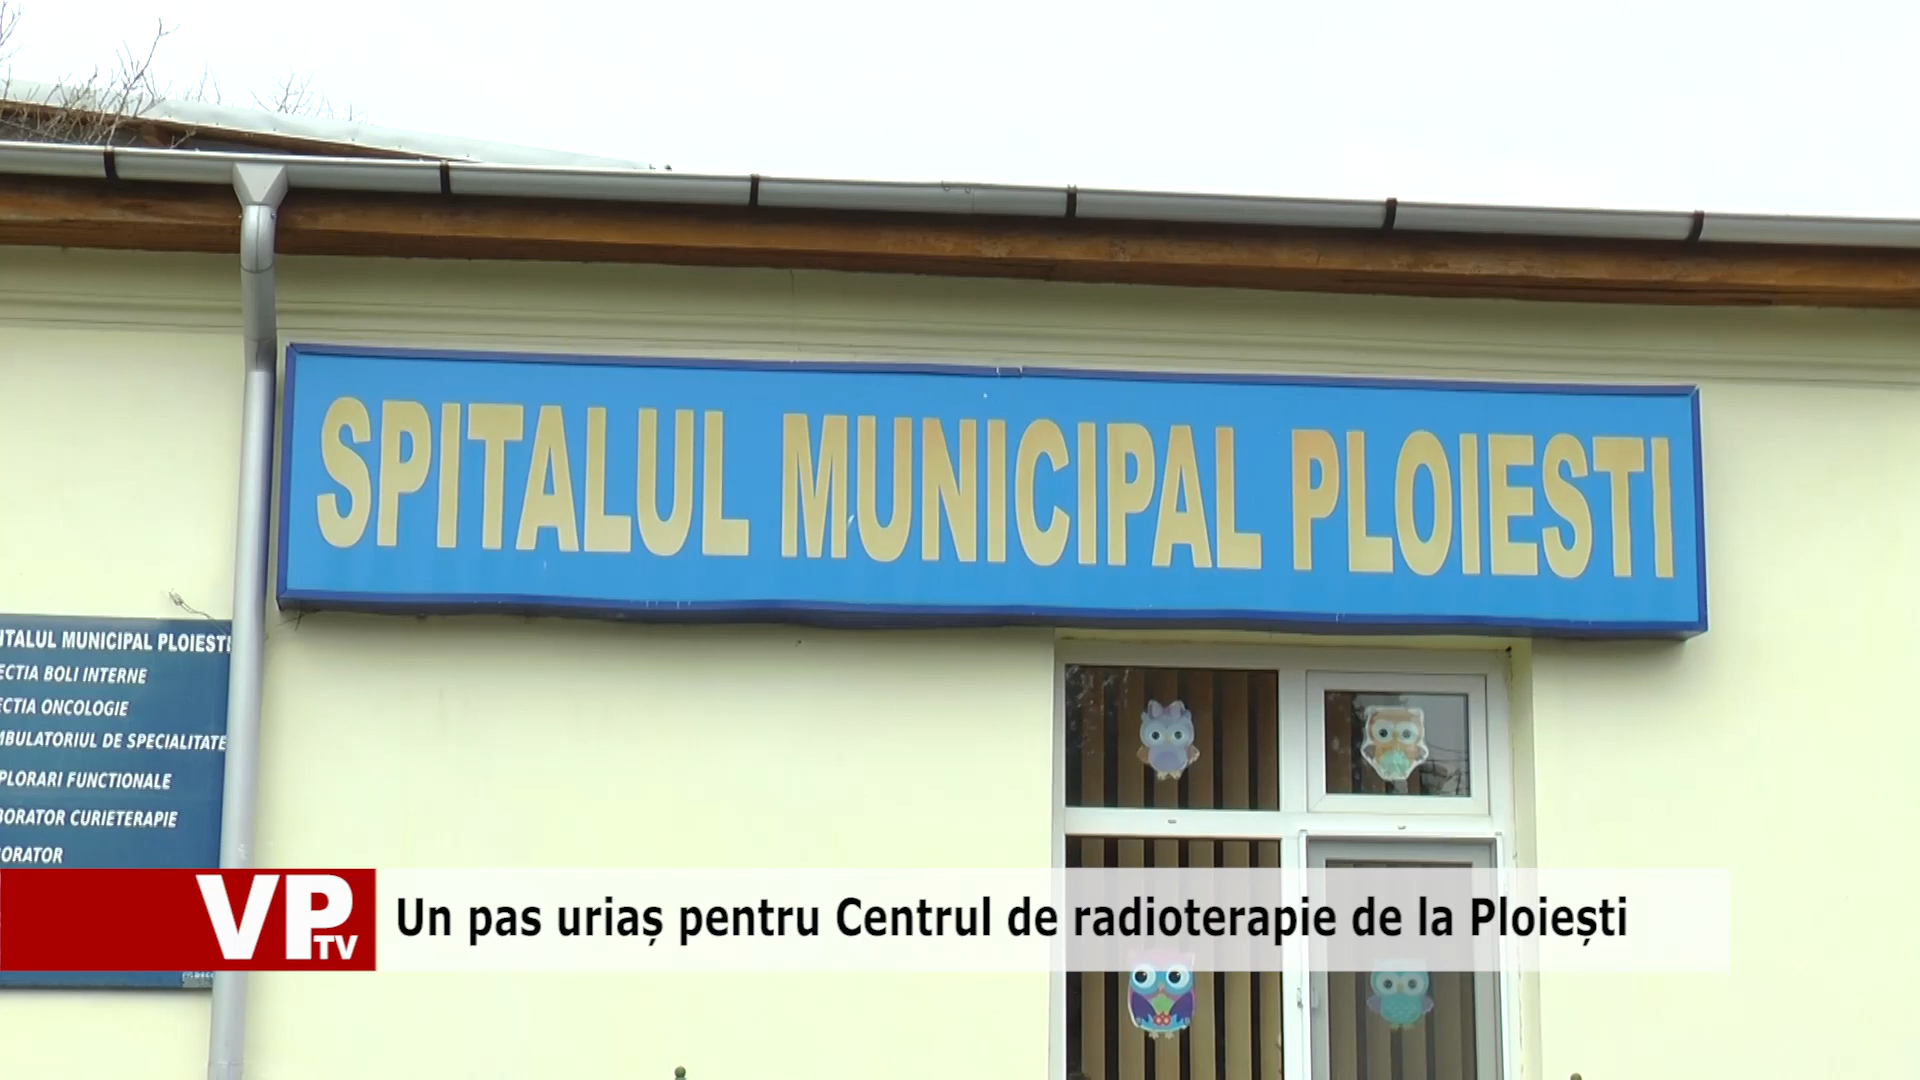 SPITALUL MUNICIPAL PLOIESTI
ITALUL MUNICIPAL PLOIESTI
ECTIA BOLI INTERNE
ECTIA ONCOLOGIE
MBULATORIUL DE SPECIALITATE
PLORARI FUNCTIONALE
BORATOR CURIETERAPIE
ORATOR
VP TV
Un pas uriaș pentru Centrul de radioterapie de la Ploiești